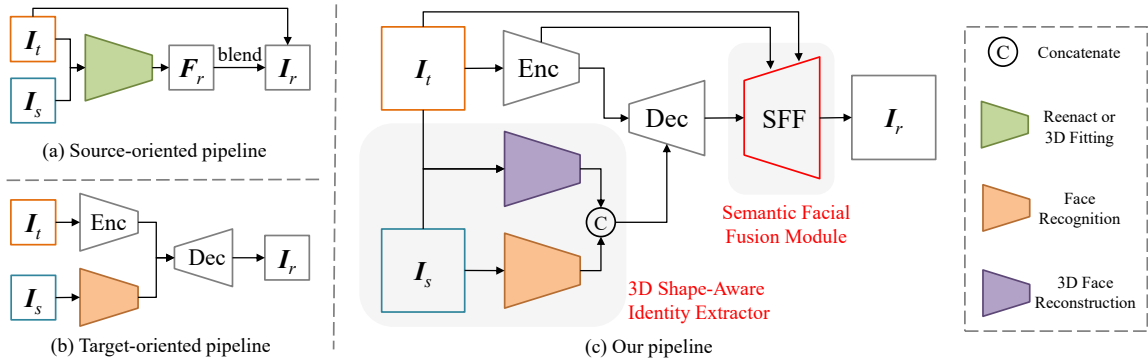 I_t
I_s
F_r
blend
I_r
(a) Source-oriented pipeline
I_t
Enc
I_s
Dec
I_r
(b) Target-oriented pipeline
I_t
Enc
Dec
SFF
I_r
C
I_s
Semantic Facial
Fusion Module
3D Shape-Aware
Identity Extractor
(c) Our pipeline
C
Concatenate
Reenact or
3D Fitting
Face
Recognition
3D Face
Reconstruction